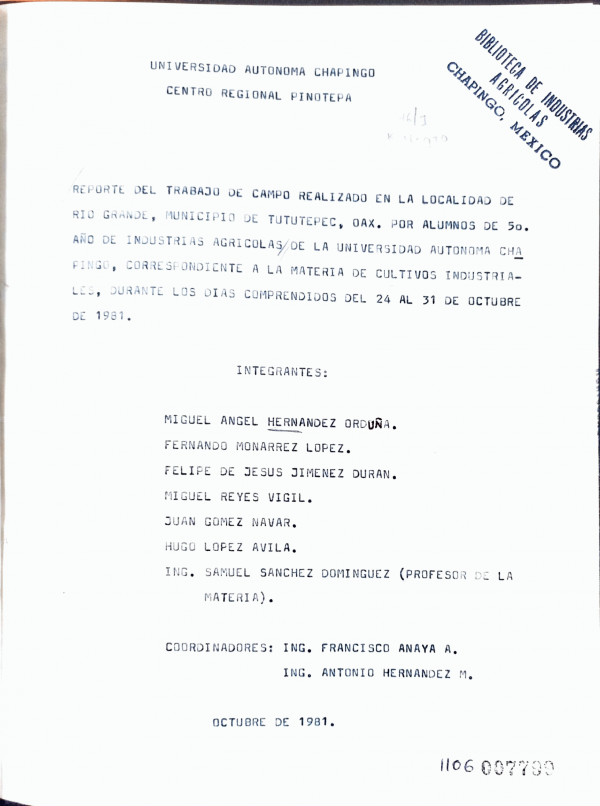 BIBLIOTECA DE INDUSTRIAS
AGRICOLAS
CHAPINGO, MEXICO
UNIVERSIDAD AUTONOMA CHAPINGO
CENTRO REGIONAL PINOTEPA
REPORTE DEL TRABAJO DE CAMPO REALIZADO EN LA LOCALIDAD DE
RIO GRANDE, MUNICIPIO DE TUTUTEPEC, OAX. POR ALUMNOS DE 5o.
AÑO DE INDUSTRIAS AGRICOLAS/DE LA UNIVERSIDAD AUTONOMA CHA
PINGO, CORRESPONDIENTE A LA MATERIA DE CULTIVOS INDUSTRIA-
LES, DURANTE LOS DIAS COMPRENDIDOS DEL 24 AL 31 DE OCTUBRE
DE 1981.
INTEGRANTES:
MIGUEL ANGEL HERNANDEZ ORDUÑA.
FERNANDO MONARREZ LOPEZ.
FELIPE DE JESUS JIMENEZ DURAN.
MIGUEL REYES VIGIL.
JUAN GOMEZ NAVAR.
HUGO LOPEZ AVILA.
ING. SAMUEL SANCHEZ DOMINGUEZ (PROFESOR DE LA
MATERIA).
COORDINADORES: ING. FRANCISCO ANAYA A.
ING. ANTONIO HERNANDEZ M.
OCTUBRE DE 1981.
1106